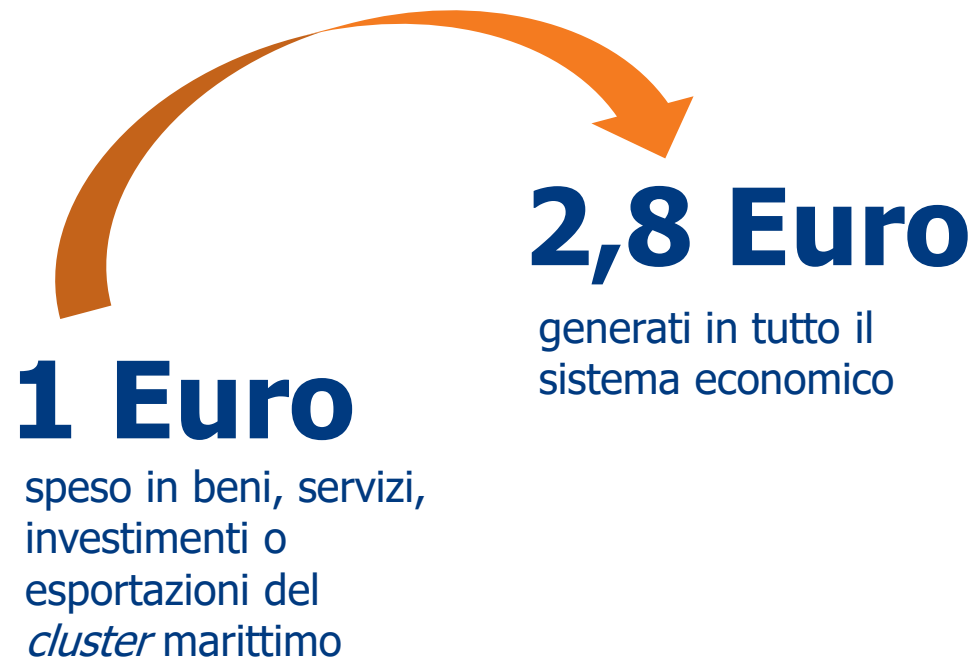 1 Euro
speso in beni, servizi,
investimenti o
esportazioni del
cluster marittimo
2,8 Euro
generati in tutto il
sistema economico